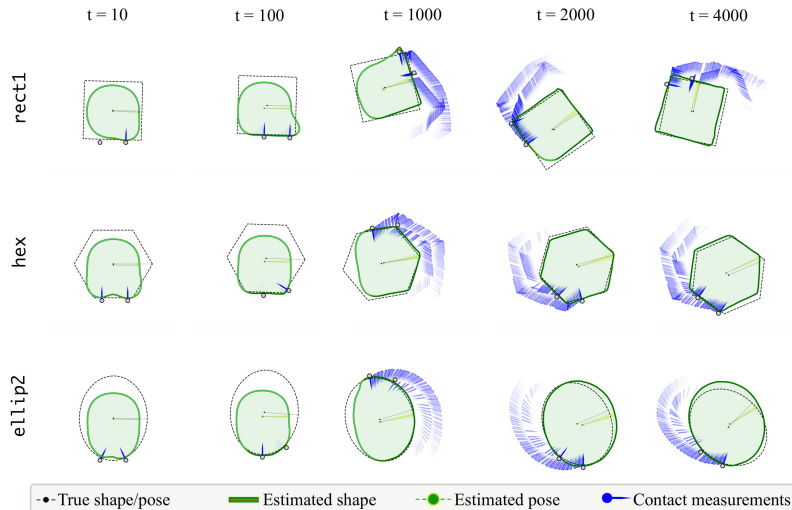 t = 10 t = 100 t = 1000 t = 2000 t = 4000
rect1
hex
ellip2
True shape/pose Estimated shape Estimated pose Contact measurements